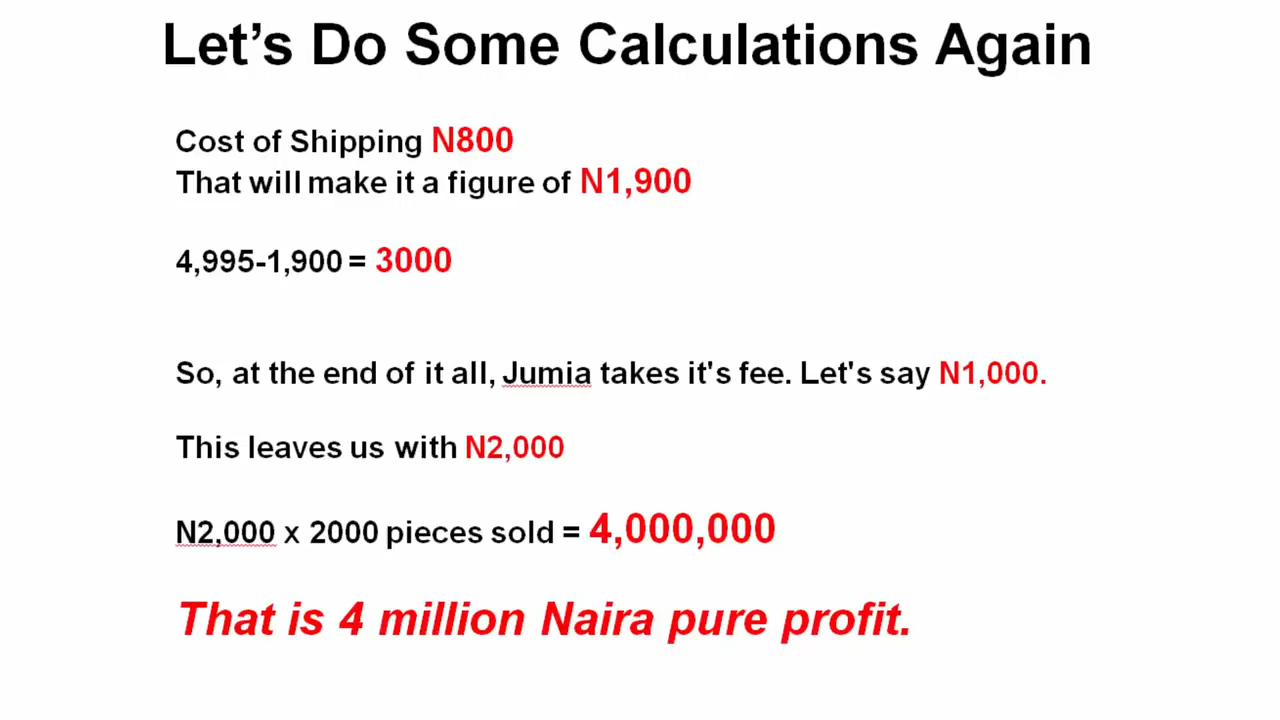 Let’s Do Some Calculations Again
Cost of Shipping N800
That will make it a figure of N1,900
4,995-1,900 = 3000
So, at the end of it all, Jumia takes it's fee. Let's say N1,000.
This leaves us with N2,000
N2,000 x 2000 pieces sold = 4,000,000
That is 4 million Naira pure profit.